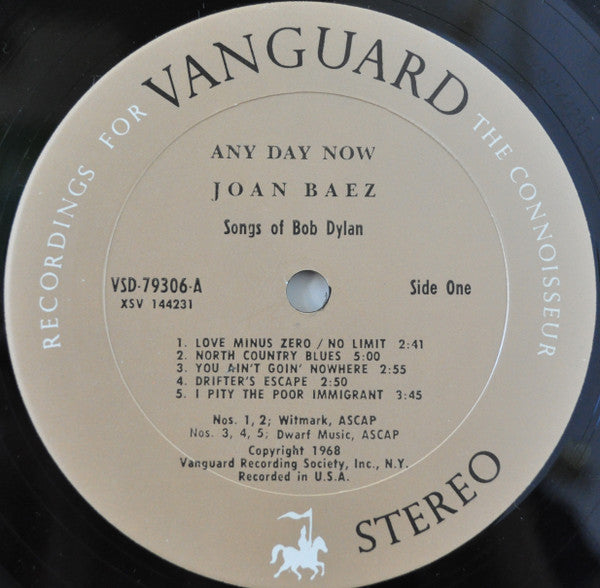 RECORDINGS FOR VANGUARD THE CONNOISSEUR
ANY DAY NOW
JOAN BAEZ
Songs of Bob Dylan
VSD-79306-A
XSV 144231
Side One
1. LOVE MINUS ZERO / NO LIMIT 2:41
2. NORTH COUNTRY BLUES 5:00
3. YOU AIN'T GOIN' NOWHERE 2:55
4. DRIFTER'S ESCAPE 2:50
5. I PITY THE POOR IMMIGRANT 3:45
Nos. 1, 2; Witmark, ASCAP
Nos. 3, 4, 5; Dwarf Music, ASCAP
Copyright 1968
Vanguard Recording Society, Inc., N.Y.
Recorded in U.S.A.
STEREO